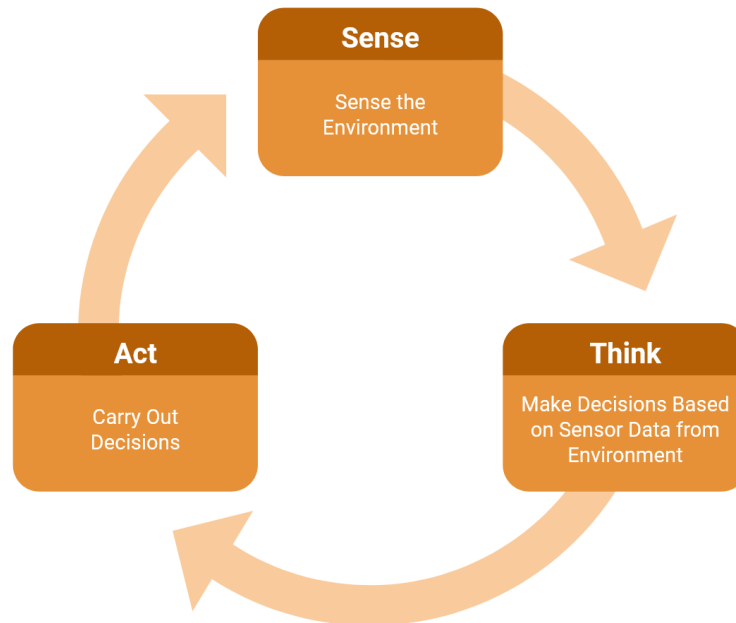 Sense
Sense the
Environment
Think
Make Decisions Based
on Sensor Data from
Environment
Act
Carry Out
Decisions